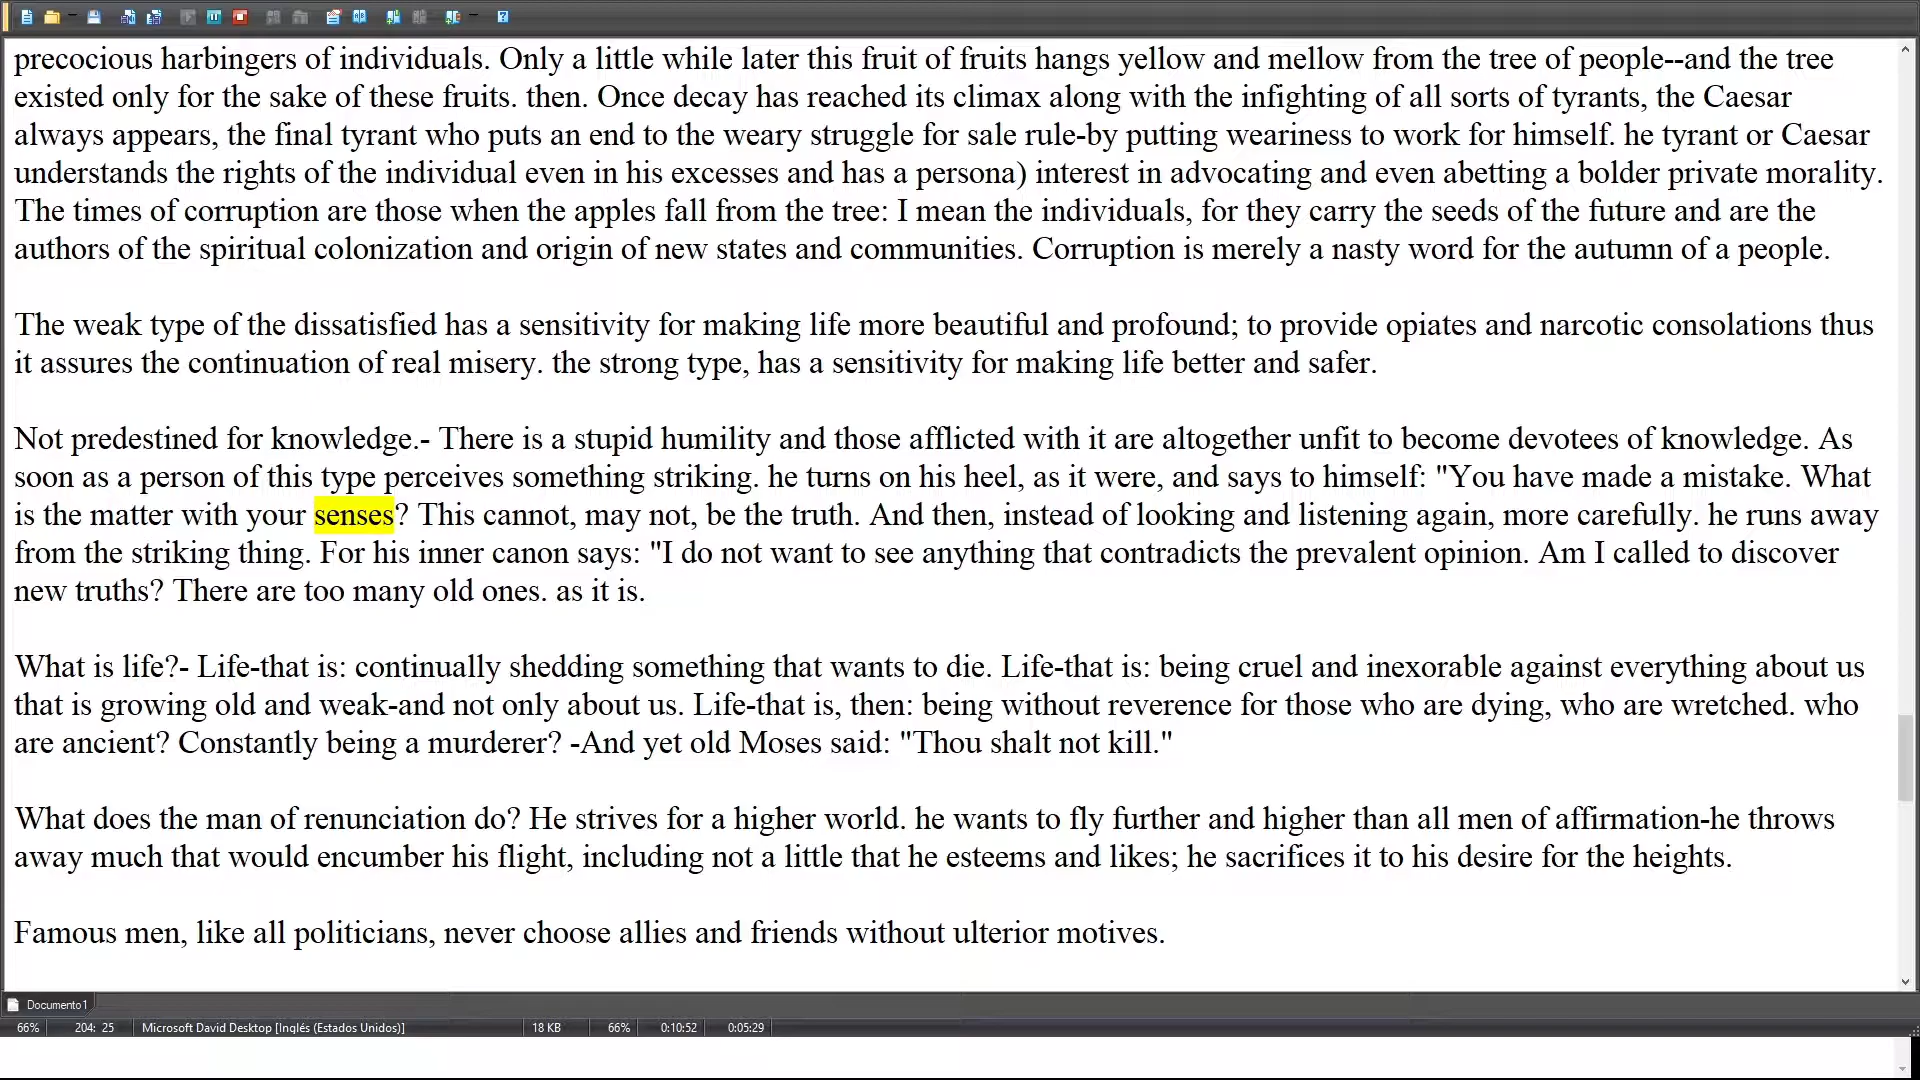 precocious harbingers of individuals. Only a little while later this fruit of fruits hangs yellow and mellow from the tree of people--and the tree
existed only for the sake of these fruits. then. Once decay has reached its climax along with the infighting of all sorts of tyrants, the Caesar
always appears, the final tyrant who puts an end to the weary struggle for sale rule-by putting weariness to work for himself. he tyrant or Caesar
understands the rights of the individual even in his excesses and has a persona) interest in advocating and even abetting a bolder private morality.
The times of corruption are those when the apples fall from the tree: I mean the individuals, for they carry the seeds of the future and are the
authors of the spiritual colonization and origin of new states and communities. Corruption is merely a nasty word for the autumn of a people.
The weak type of the dissatisfied has a sensitivity for making life more beautiful and profound; to provide opiates and narcotic consolations thus
it assures the continuation of real misery. the strong type, has a sensitivity for making life better and safer.
Not predestined for knowledge.- There is a stupid humility and those afflicted with it are altogether unfit to become devotees of knowledge. As
soon as a person of this type perceives something striking. he turns on his heel, as it were, and says to himself: "You have made a mistake. What
is the matter with your senses? This cannot, may not, be the truth. And then, instead of looking and listening again, more carefully. he runs away
from the striking thing. For his inner canon says: "I do not want to see anything that contradicts the prevalent opinion. Am I called to discover
new truths? There are too many old ones. as it is.
What is life?- Life-that is: continually shedding something that wants to die. Life-that is: being cruel and inexorable against everything about us
that is growing old and weak-and not only about us. Life-that is, then: being without reverence for those who are dying, who are wretched. who
are ancient? Constantly being a murderer? -And yet old Moses said: "Thou shalt not kill."
What does the man of renunciation do? He strives for a higher world. he wants to fly further and higher than all men of affirmation-he throws
away much that would encumber his flight, including not a little that he esteems and likes; he sacrifices it to his desire for the heights.
Famous men, like all politicians, never choose allies and friends without ulterior motives.
Documento1
66% 204: 25 Microsoft David Desktop [Inglés (Estados Unidos)] 18 KB 66% 0:10:52 0:05:29